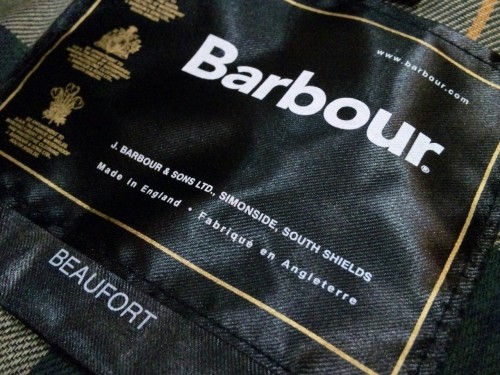 www.barbour.com
Barbour®
J. BARBOUR & SONS LTD., SIMONSIDE, SOUTH SHIELDS
Made in England • Fabriqué en Angleterre
BEAUFORT